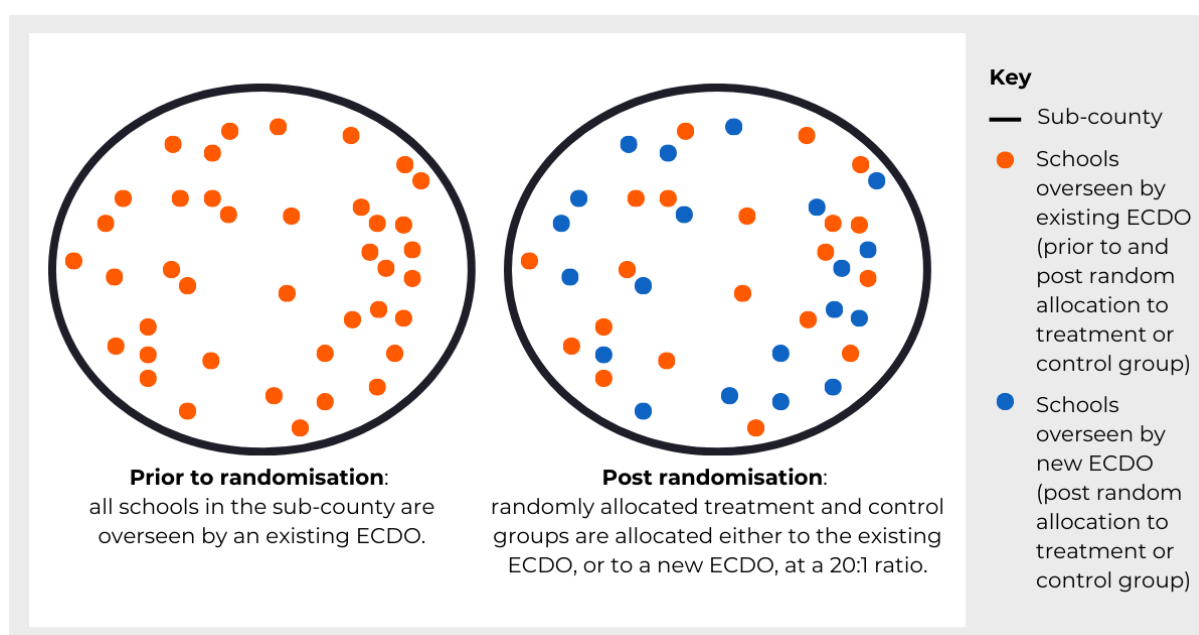 Prior to randomisation:
all schools in the sub-county are
overseen by an existing ECDO.
Post randomisation:
randomly allocated treatment and control
groups are allocated either to the existing
ECDO, or to a new ECDO, at a 20:1 ratio.
Key
Sub-county
Schools
overseen by
existing ECDO
(prior to and
post random
allocation to
treatment or
control group)
Schools
overseen by
new ECDO
(post random
allocation to
treatment or
control group)